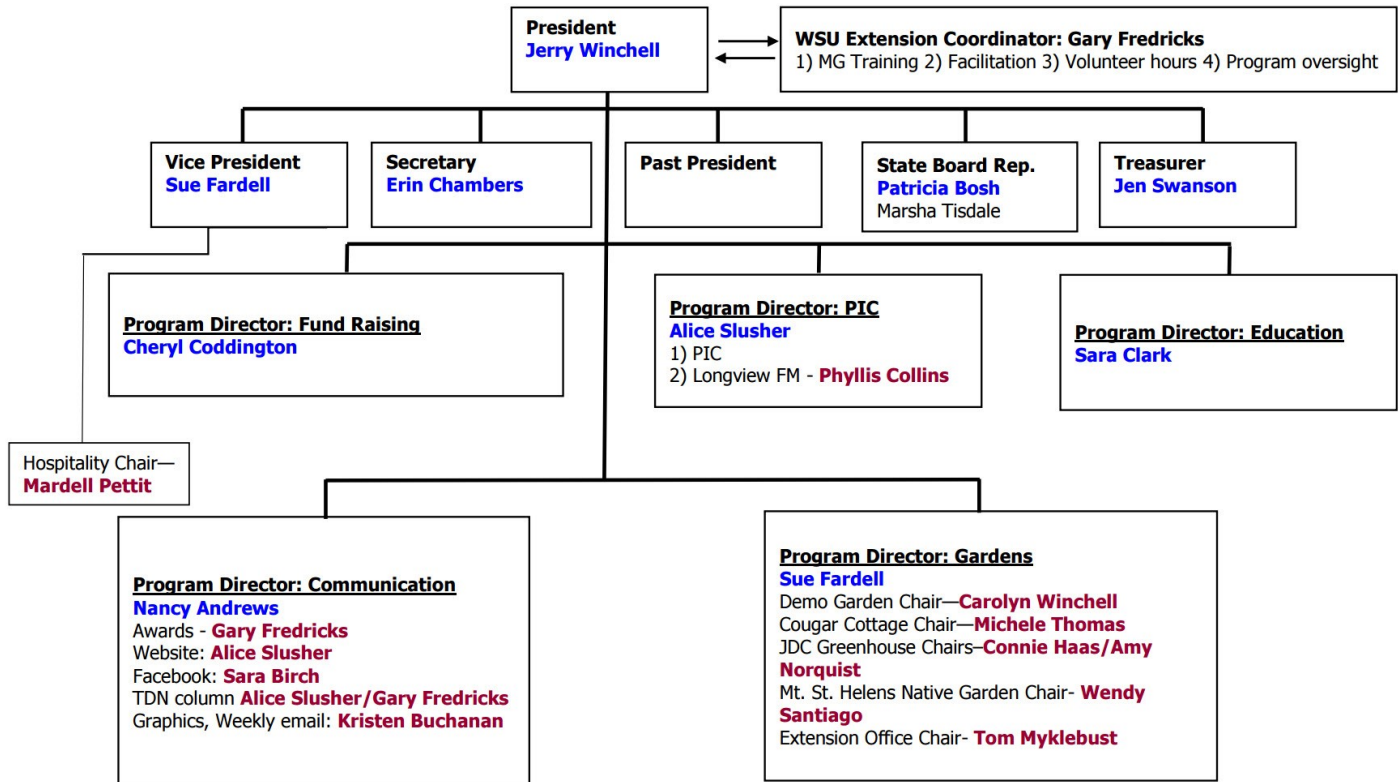 President
Jerry Winchell
WSU Extension Coordinator: Gary Fredricks
1) MG Training 2) Facilitation 3) Volunteer hours 4) Program oversight
Vice President
Sue Fardell
Secretary
Erin Chambers
Past President
State Board Rep.
Patricia Bosh
Marsha Tisdale
Treasurer
Jen Swanson
Program Director: Fund Raising
Cheryl Coddington
Program Director: PIC
Alice Slusher
1) PIC
2) Longview FM - Phyllis Collins
Program Director: Education
Sara Clark
Hospitality Chair—
Mardell Pettit
Program Director: Communication
Nancy Andrews
Awards - Gary Fredricks
Website: Alice Slusher
Facebook: Sara Birch
TDN column Alice Slusher/Gary Fredricks
Graphics, Weekly email: Kristen Buchanan
Program Director: Gardens
Sue Fardell
Demo Garden Chair—Carolyn Winchell
Cougar Cottage Chair—Michele Thomas
JDC Greenhouse Chairs–Connie Haas/Amy
Norquist
Mt. St. Helens Native Garden Chair- Wendy
Santiago
Extension Office Chair- Tom Myklebust